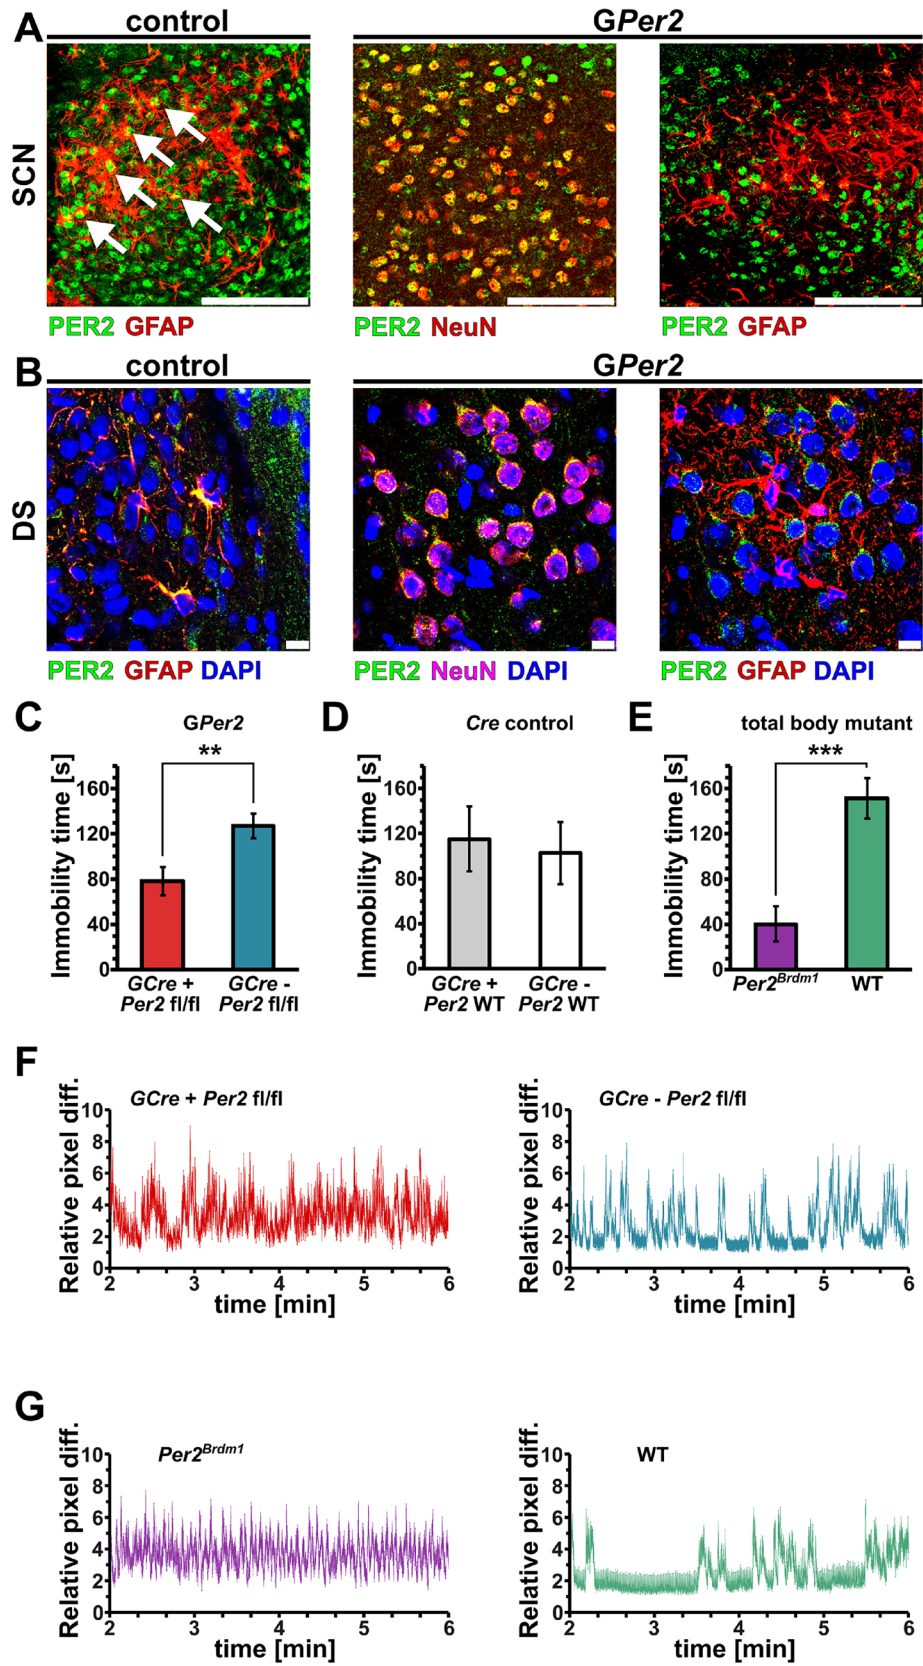 A control GPer2
SCN
PER2 GFAP PER2 NeuN PER2 GFAP
B control GPer2
DS
PER2 GFAP DAPI PER2 NeuN DAPI PER2 GFAP DAPI
C GPer2
**
Immobility time [s]
160
120
80
40
0
GCre + GCre -
Per2 fl/fl Per2 fl/fl
D Cre control
Immobility time [s]
160
120
80
40
0
GCre + GCre -
Per2 WT Per2 WT
E total body mutant
***
Immobility time [s]
160
120
80
40
0
Per2Brdm1 WT
F
GCre + Per2 fl/fl
Relative pixel diff.
10
8
6
4
2
0
2 3 4 5 6
time [min]
GCre - Per2 fl/fl
Relative pixel diff.
10
8
6
4
2
0
2 3 4 5 6
time [min]
G
Per2Brdm1
Relative pixel diff.
10
8
6
4
2
0
2 3 4 5 6
time [min]
WT
Relative pixel diff.
10
8
6
4
2
0
2 3 4 5 6
time [min]